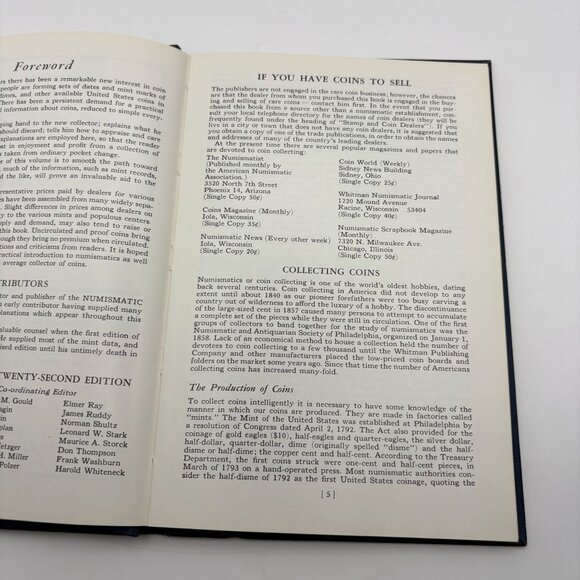 Foreword
rs there has been a remarkable new interest in
people are forming sets of dates and mint marks of
times, and other available United States coins in
There has been a persistent demand for a practical
l information about coins, reduced to simple every-
ping hand to the new collector; explains what he
should discard; tells him how to appraise and care
explanations are employed here, so that the reader
st in enjoyment and profit from a collection of
s taken from ordinary pocket change.
e of this volume is to smooth the path toward
much of the information, such as mint records,
d the like, will prove an invaluable aid to the
representative prices paid by dealers for various
have been assembled from many widely sepa-
Slight differences in prices among dealers on
y to the various mints and populous centers
pply and demand, may also tend to raise or
this book. Uncirculated and proof coins bring
ough they bring no premium when circulated.
tions and criticisms from readers. It is hoped
practical introduction to numismatics as well
average collector of coins.
TRIBUTORS
tor and publisher of the NUMISMATIC
s early contributor having supplied many
planations which appear throughout this
aluable counsel when the first edition of
He supplied most of the mint data, and
ised edition until his untimely death in
TWENTY-SECOND EDITION
Co-ordinating Editor
M. Gould Elmer Ray
agin James Ruddy
in Norman Shultz
plan Leonard W. Stark
s Maurice A. Storck
etzger Don Thompson
H. Miller Frank Washburn
Polzer Harold Whiteneck
IF YOU HAVE COINS TO SELL
The publishers are not engaged in the rare coin business; however, the chances
are that the dealer from whom you purchased this book is engaged in the buy-
ing and selling of rare coins — contact him first. In the event that you pur-
chased this book from a source other than a numismatic establishment, con-
sult your local telephone directory for the names of coin dealers (they will be
frequently found under the heading of "Stamp and Coin Dealers"). If you
live in a city or town that does not have any coin dealers, it is suggested that
you obtain a copy of one of the trade publications, in order to obtain the names
and addresses of many of the country's leading dealers.
At the present time there are several popular magazines and papers that
are devoted to coin collecting:
The Numismatist
(Published monthly by
the American Numismatic
Association.)
3520 North 7th Street
Phoenix 14, Arizona
(Single Copy 50¢)
Coins Magazine (Monthly)
Iola, Wisconsin
(Single Copy 35¢)
Numismatic News (Every other week)
Iola, Wisconsin
(Single Copy 20¢)
Coin World (Weekly)
Sidney News Building
Sidney, Ohio
(Single Copy 25¢)
Whitman Numismatic Journal
1220 Mound Avenue
Racine, Wisconsin 53404
(Single Copy 40¢)
Numismatic Scrapbook Magazine
(Monthly)
7320 N. Milwaukee Ave.
Chicago, Illinois
(Single Copy 50¢)
COLLECTING COINS
Numismatics or coin collecting is one of the world's oldest hobbies, dating
back several centuries. Coin collecting in America did not develop to any
extent until about 1840 as our pioneer forefathers were too busy carving a
country out of wilderness to afford the luxury of a hobby. The discontinuance
of the large-sized cent in 1857 caused many persons to attempt to accumulate
a complete set of the pieces while they were still in circulation. One of the first
groups of collectors to band together for the study of numismatics was the
Numismatic and Antiquarian Society of Philadelphia, organized on January 1,
1858. Lack of an economical method to house a collection held the number of
devotees to coin collecting to a few thousand until the Whitman Publishing
Company and other manufacturers placed the low-priced coin boards and
folders on the market some years ago. Since that time the number of Americans
collecting coins has increased many-fold.
The Production of Coins
To collect coins intelligently it is necessary to have some knowledge of the
manner in which our coins are produced. They are made in factories called
"mints." The Mint of the United States was established at Philadelphia by
a resolution of Congress dated April 2, 1792. The Act also provided for the
coinage of gold eagles ($10), half-eagles and quarter-eagles, the silver dollar,
half-dollar, quarter dollar, dime (originally spelled "disme") and the half-
disme or half-dime; the copper cent and half-cent. According to the Treasury
Department, the first coins struck were one-cent and half-cent pieces, in
March of 1793 on a hand-operated press. Most numismatic authorities con-
sider the half-disme of 1792 as the first United States coinage, quoting the
[ 5 ]